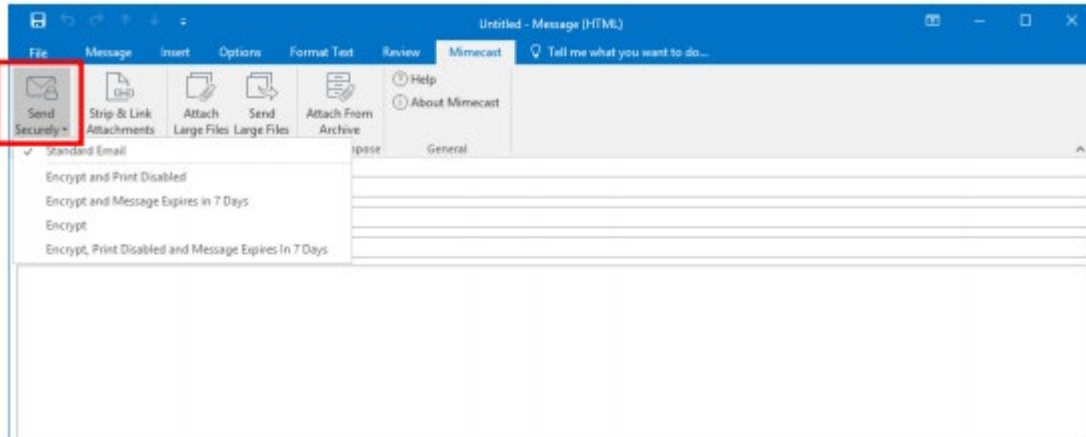 Untitled - Message (HTML)
File Message Insert Options Format Text Review Mimecast Tell me what you want to do...
Send Securely
Strip & Link Attachments
Attach Large Files
Send Large Files
Attach From Archive
Help
About Mimecast
General
Standard Email
Encrypt and Print Disabled
Encrypt and Message Expires in 7 Days
Encrypt
Encrypt, Print Disabled and Message Expires In 7 Days